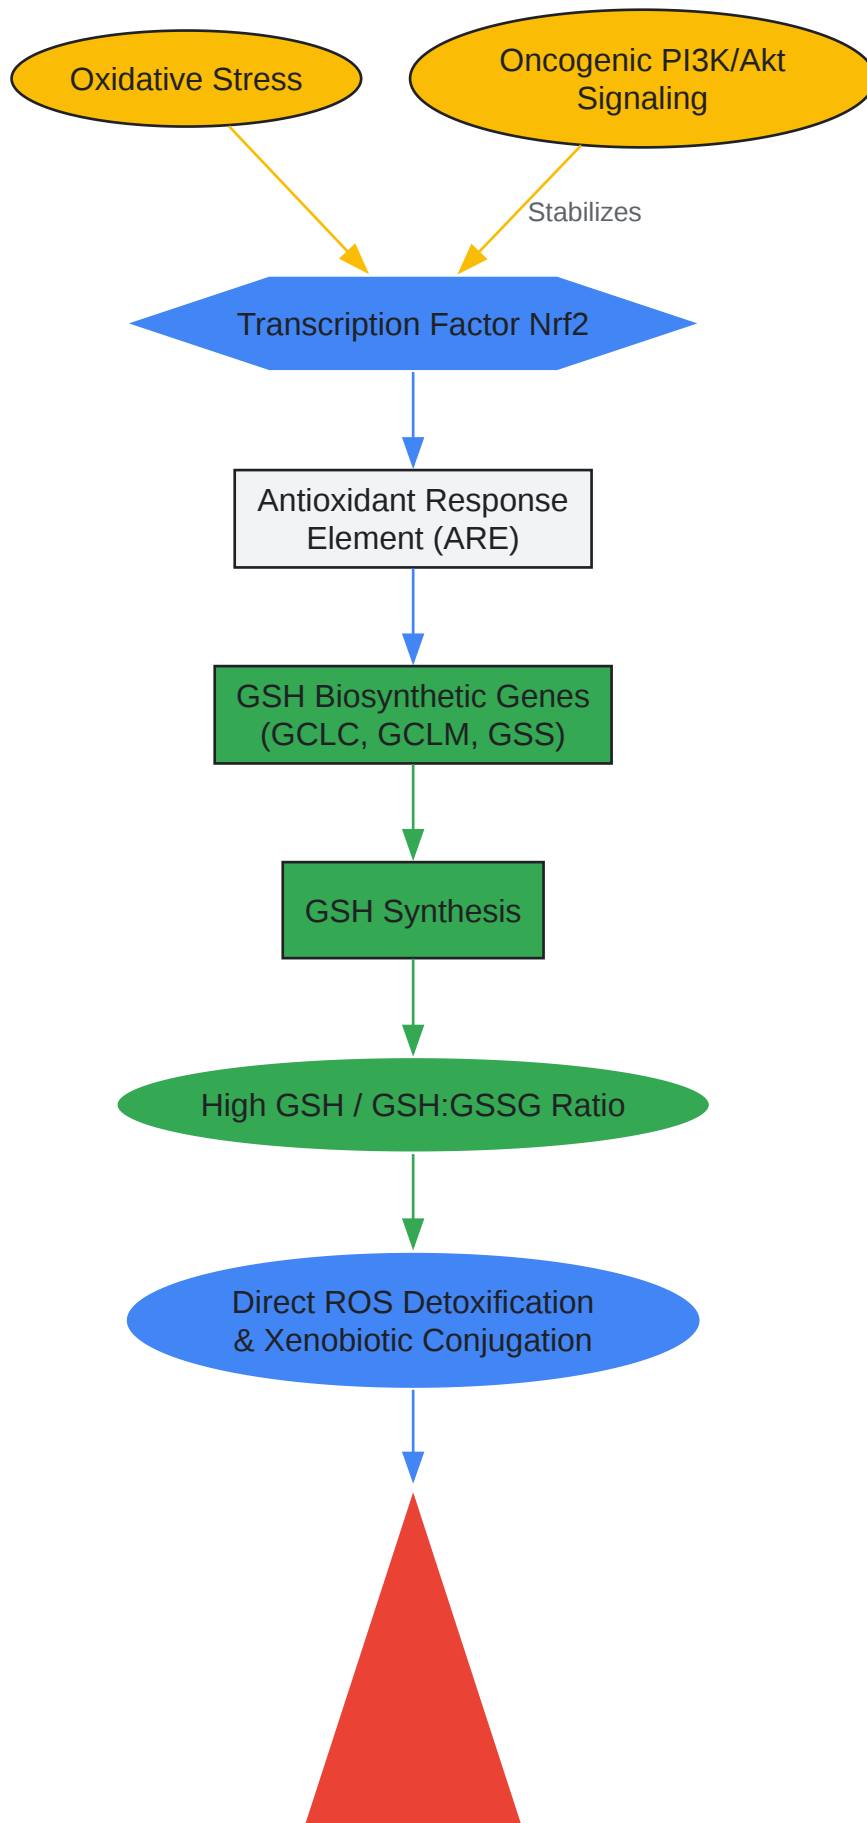 Oxidative Stress
Oncogenic PI3K/Akt
Signaling
Stabilizes
Transcription Factor Nrf2
Antioxidant Response
Element (ARE)
GSH Biosynthetic Genes
(GCLC, GCLM, GSS)
GSH Synthesis
High GSH / GSH:GSSG Ratio
Direct ROS Detoxification
& Xenobiotic Conjugation